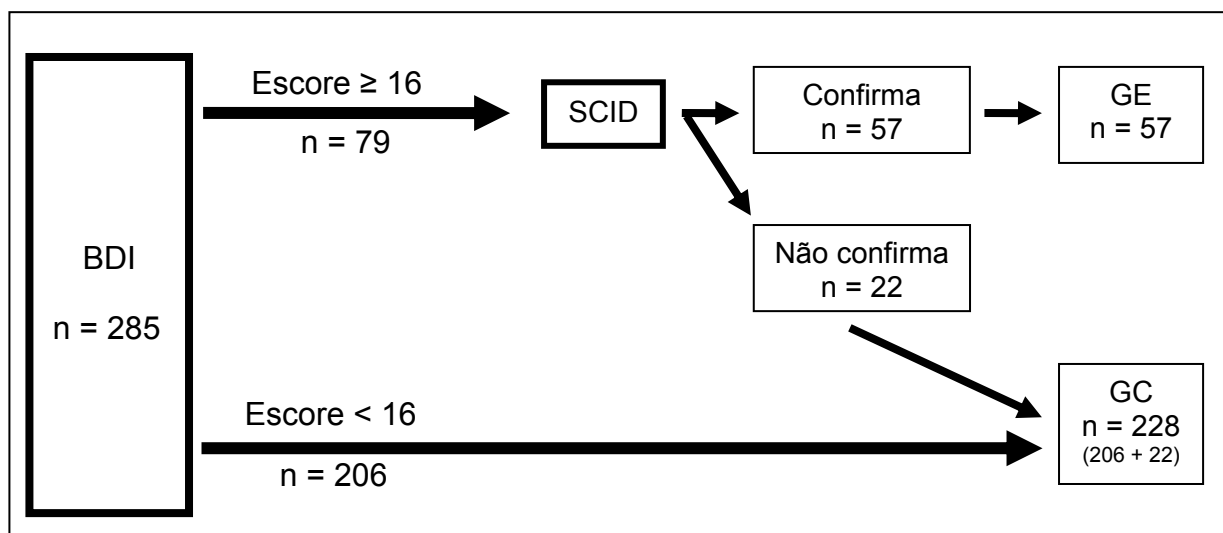 BDI
n = 285
Escore ≥ 16
n = 79
SCID
Confirma
n = 57
GE
n = 57
Não confirma
n = 22
Escore < 16
n = 206
GC
n = 228
(206 + 22)